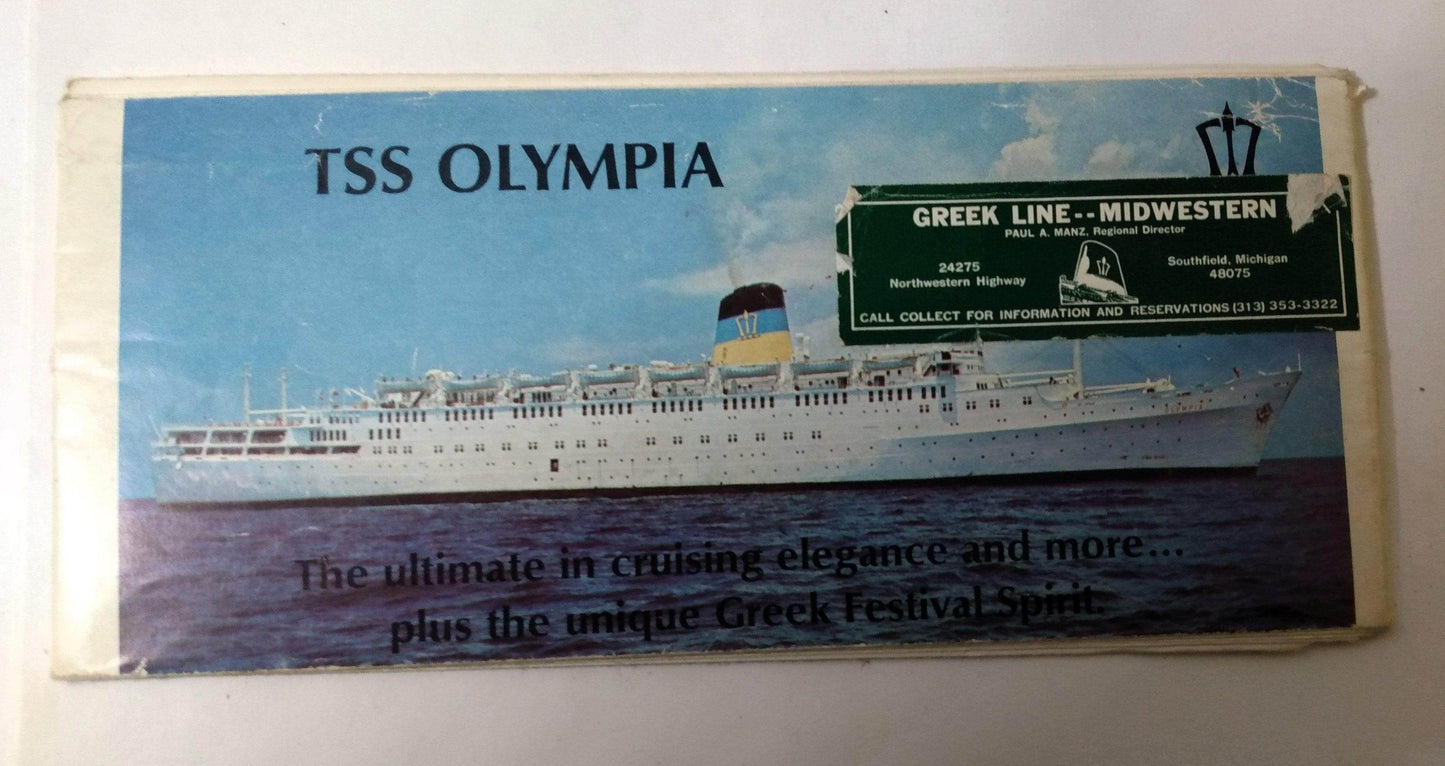 TSS OLYMPIA
GREEK LINE--MIDWESTERN
PAUL A. MANZ, Regional Director
24275
Northwestern Highway
Southfield, Michigan
48075
CALL COLLECT FOR INFORMATION AND RESERVATIONS (313) 353-3322
OLYMPIA
The ultimate in cruising elegance and more...
plus the unique Greek Festival Spirit.